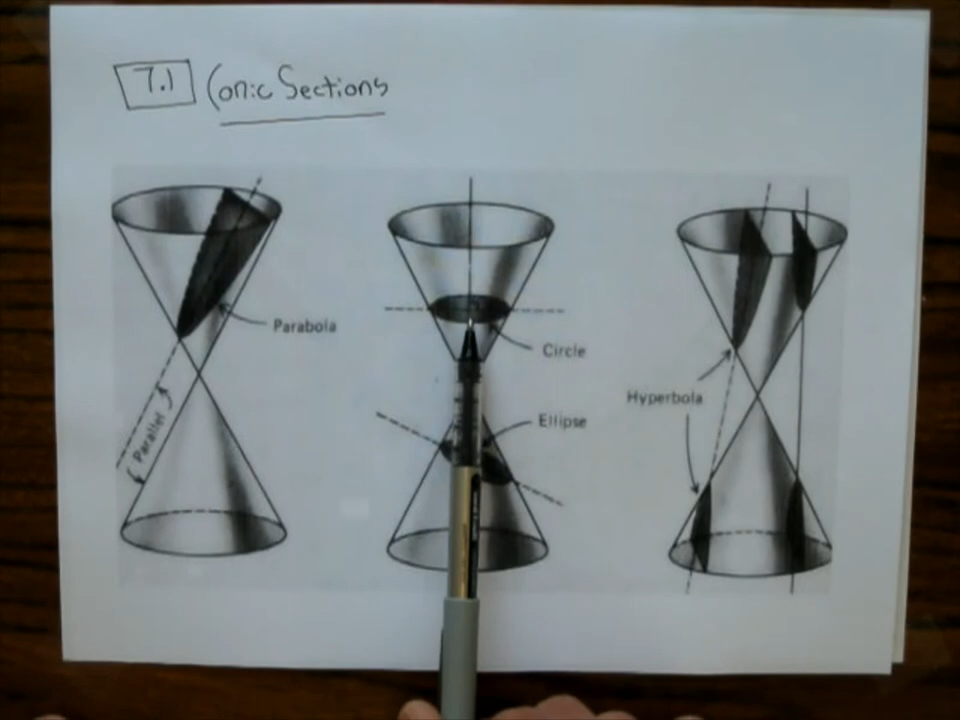 7.1 Conic Sections
Parabola
Parallel
Circle
Ellipse
Hyperbola